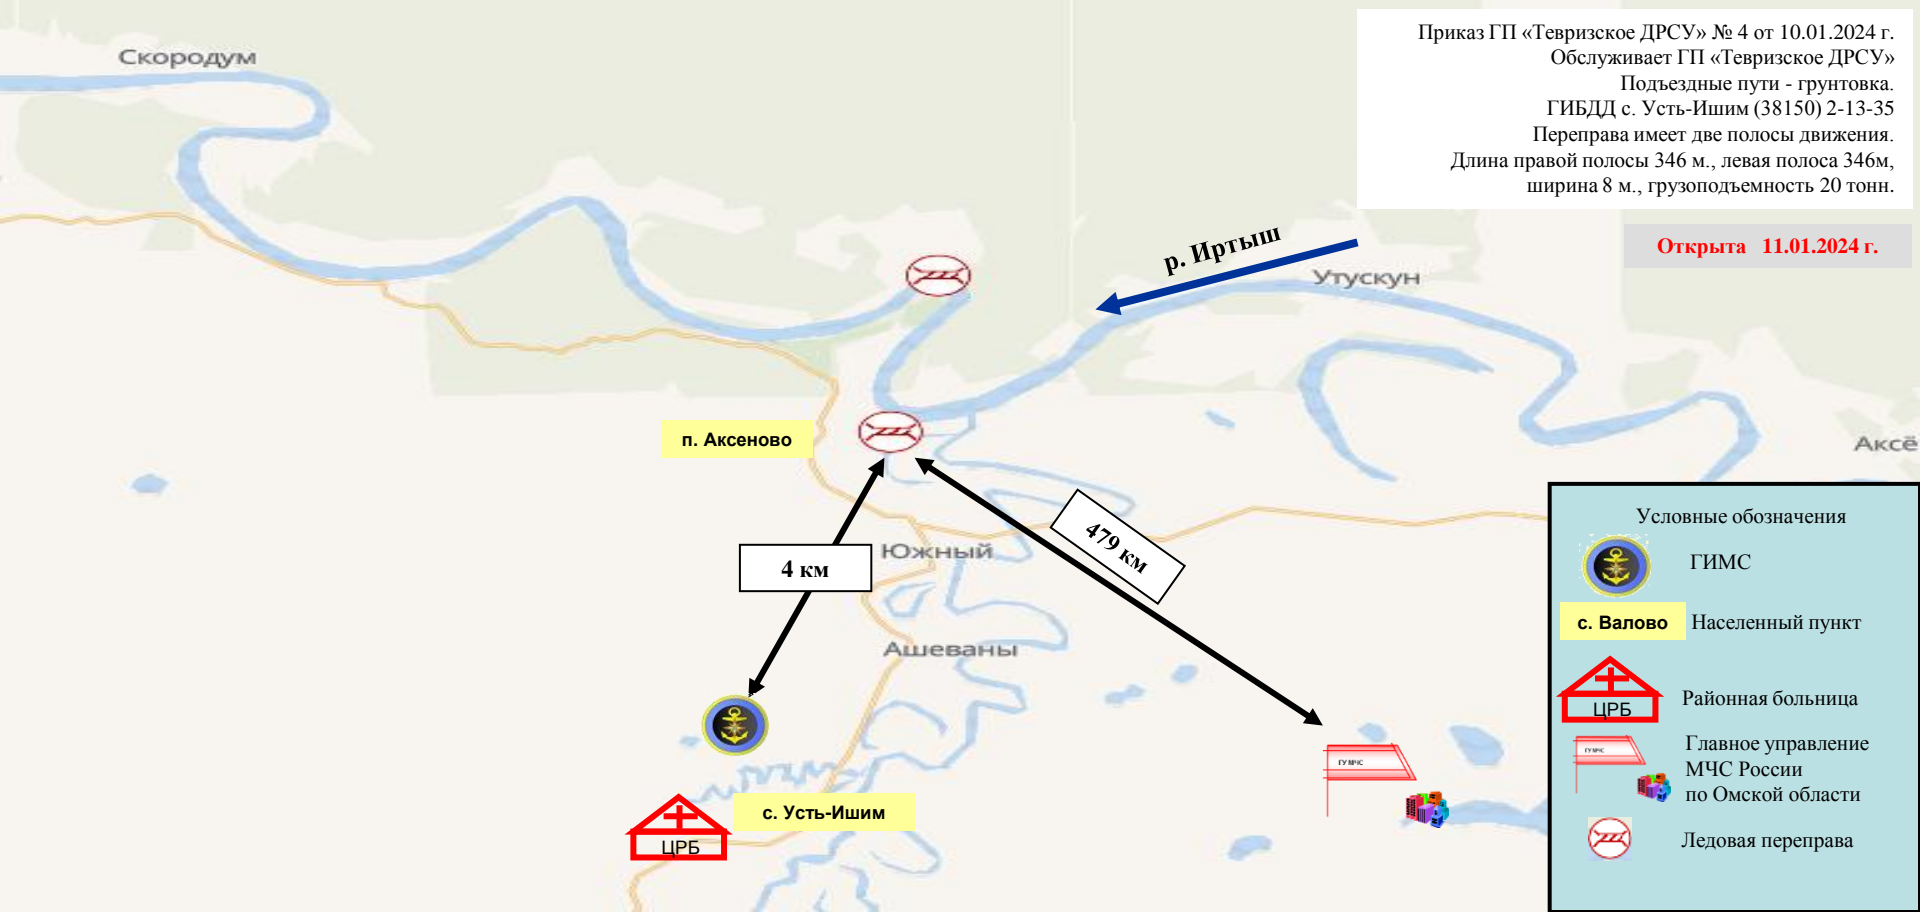 Приказ ГП «Тевризское ДРСУ» № 4 от 10.01.2024 г.
Обслуживает ГП «Тевризское ДРСУ»
Подъездные пути - грунтовка.
ГИБДД с. Усть-Ишим (38150) 2-13-35
Переправа имеет две полосы движения.
Длина правой полосы 346 м., левая полоса 346м,
ширина 8 м., грузоподъемность 20 тонн.
Открыта 11.01.2024 г.
Скородум
р. Иртыш
Утускун
п. Аксеново
Аксё
479 км
Южный
4 км
Ашеваны
ГУ МЧС
с. Усть-Ишим
ЦРБ
Условные обозначения
ГИМС
с. Валово
Населенный пункт
ЦРБ
Районная больница
ГУ МЧС
Главное управление
МЧС России
по Омской области
Ледовая переправа